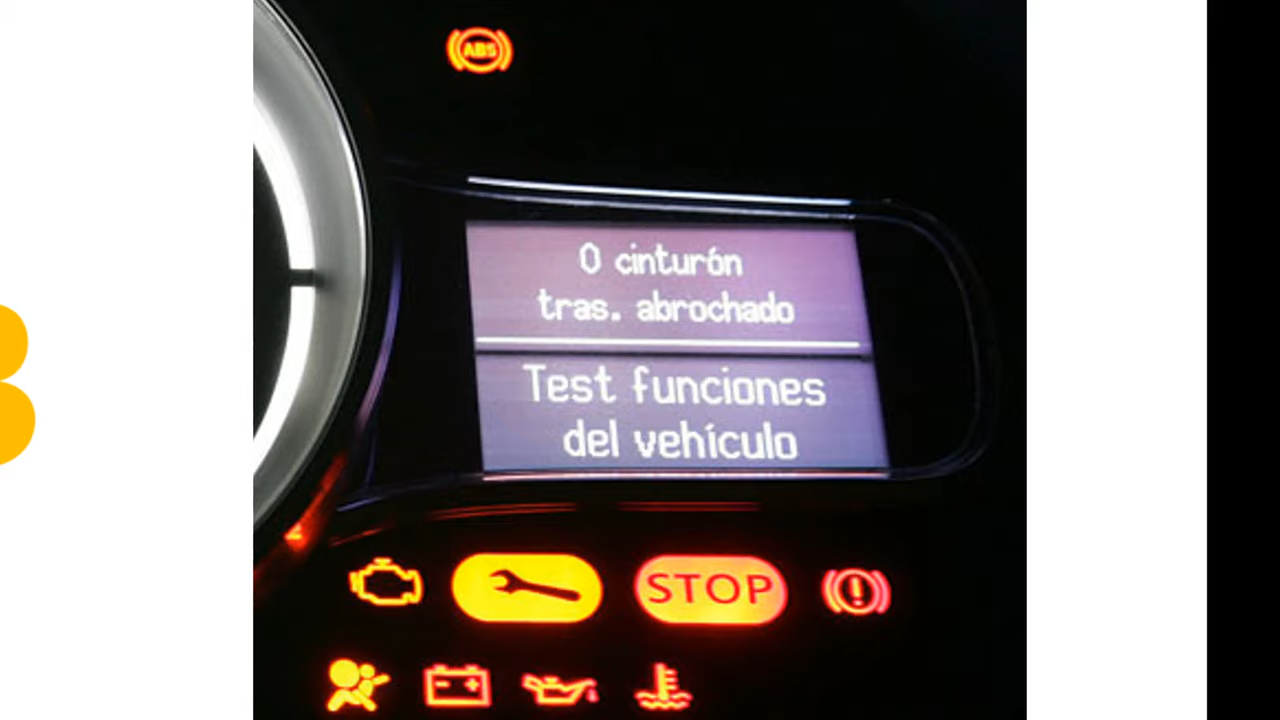 ABS
0 cinturón
tras. abrochado
Test funciones
del vehículo
STOP